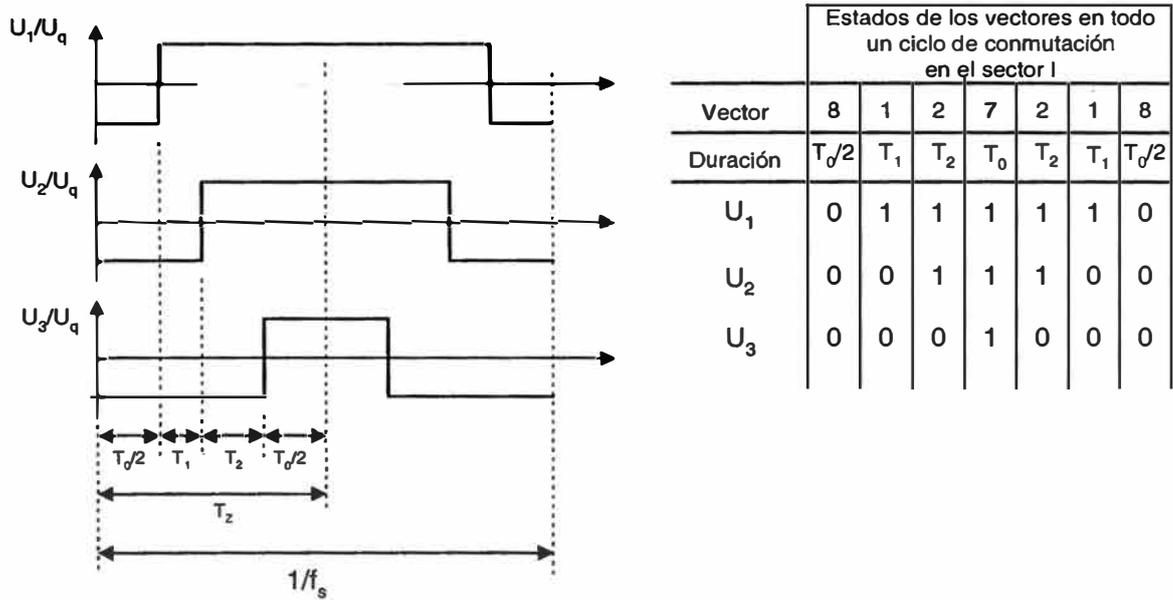 U1/Uq
U2/Uq
U3/Uq
T0/2 T1 T2 T0/2
Tz
1/fs
Estados de los vectores en todo
un ciclo de conmutación
en el sector I
Vector 8 1 2 7 2 1 8
Duración T0/2 T1 T2 T0 T2 T1 T0/2
U1 0 1 1 1 1 1 0
U2 0 0 1 1 1 0 0
U3 0 0 0 1 0 0 0